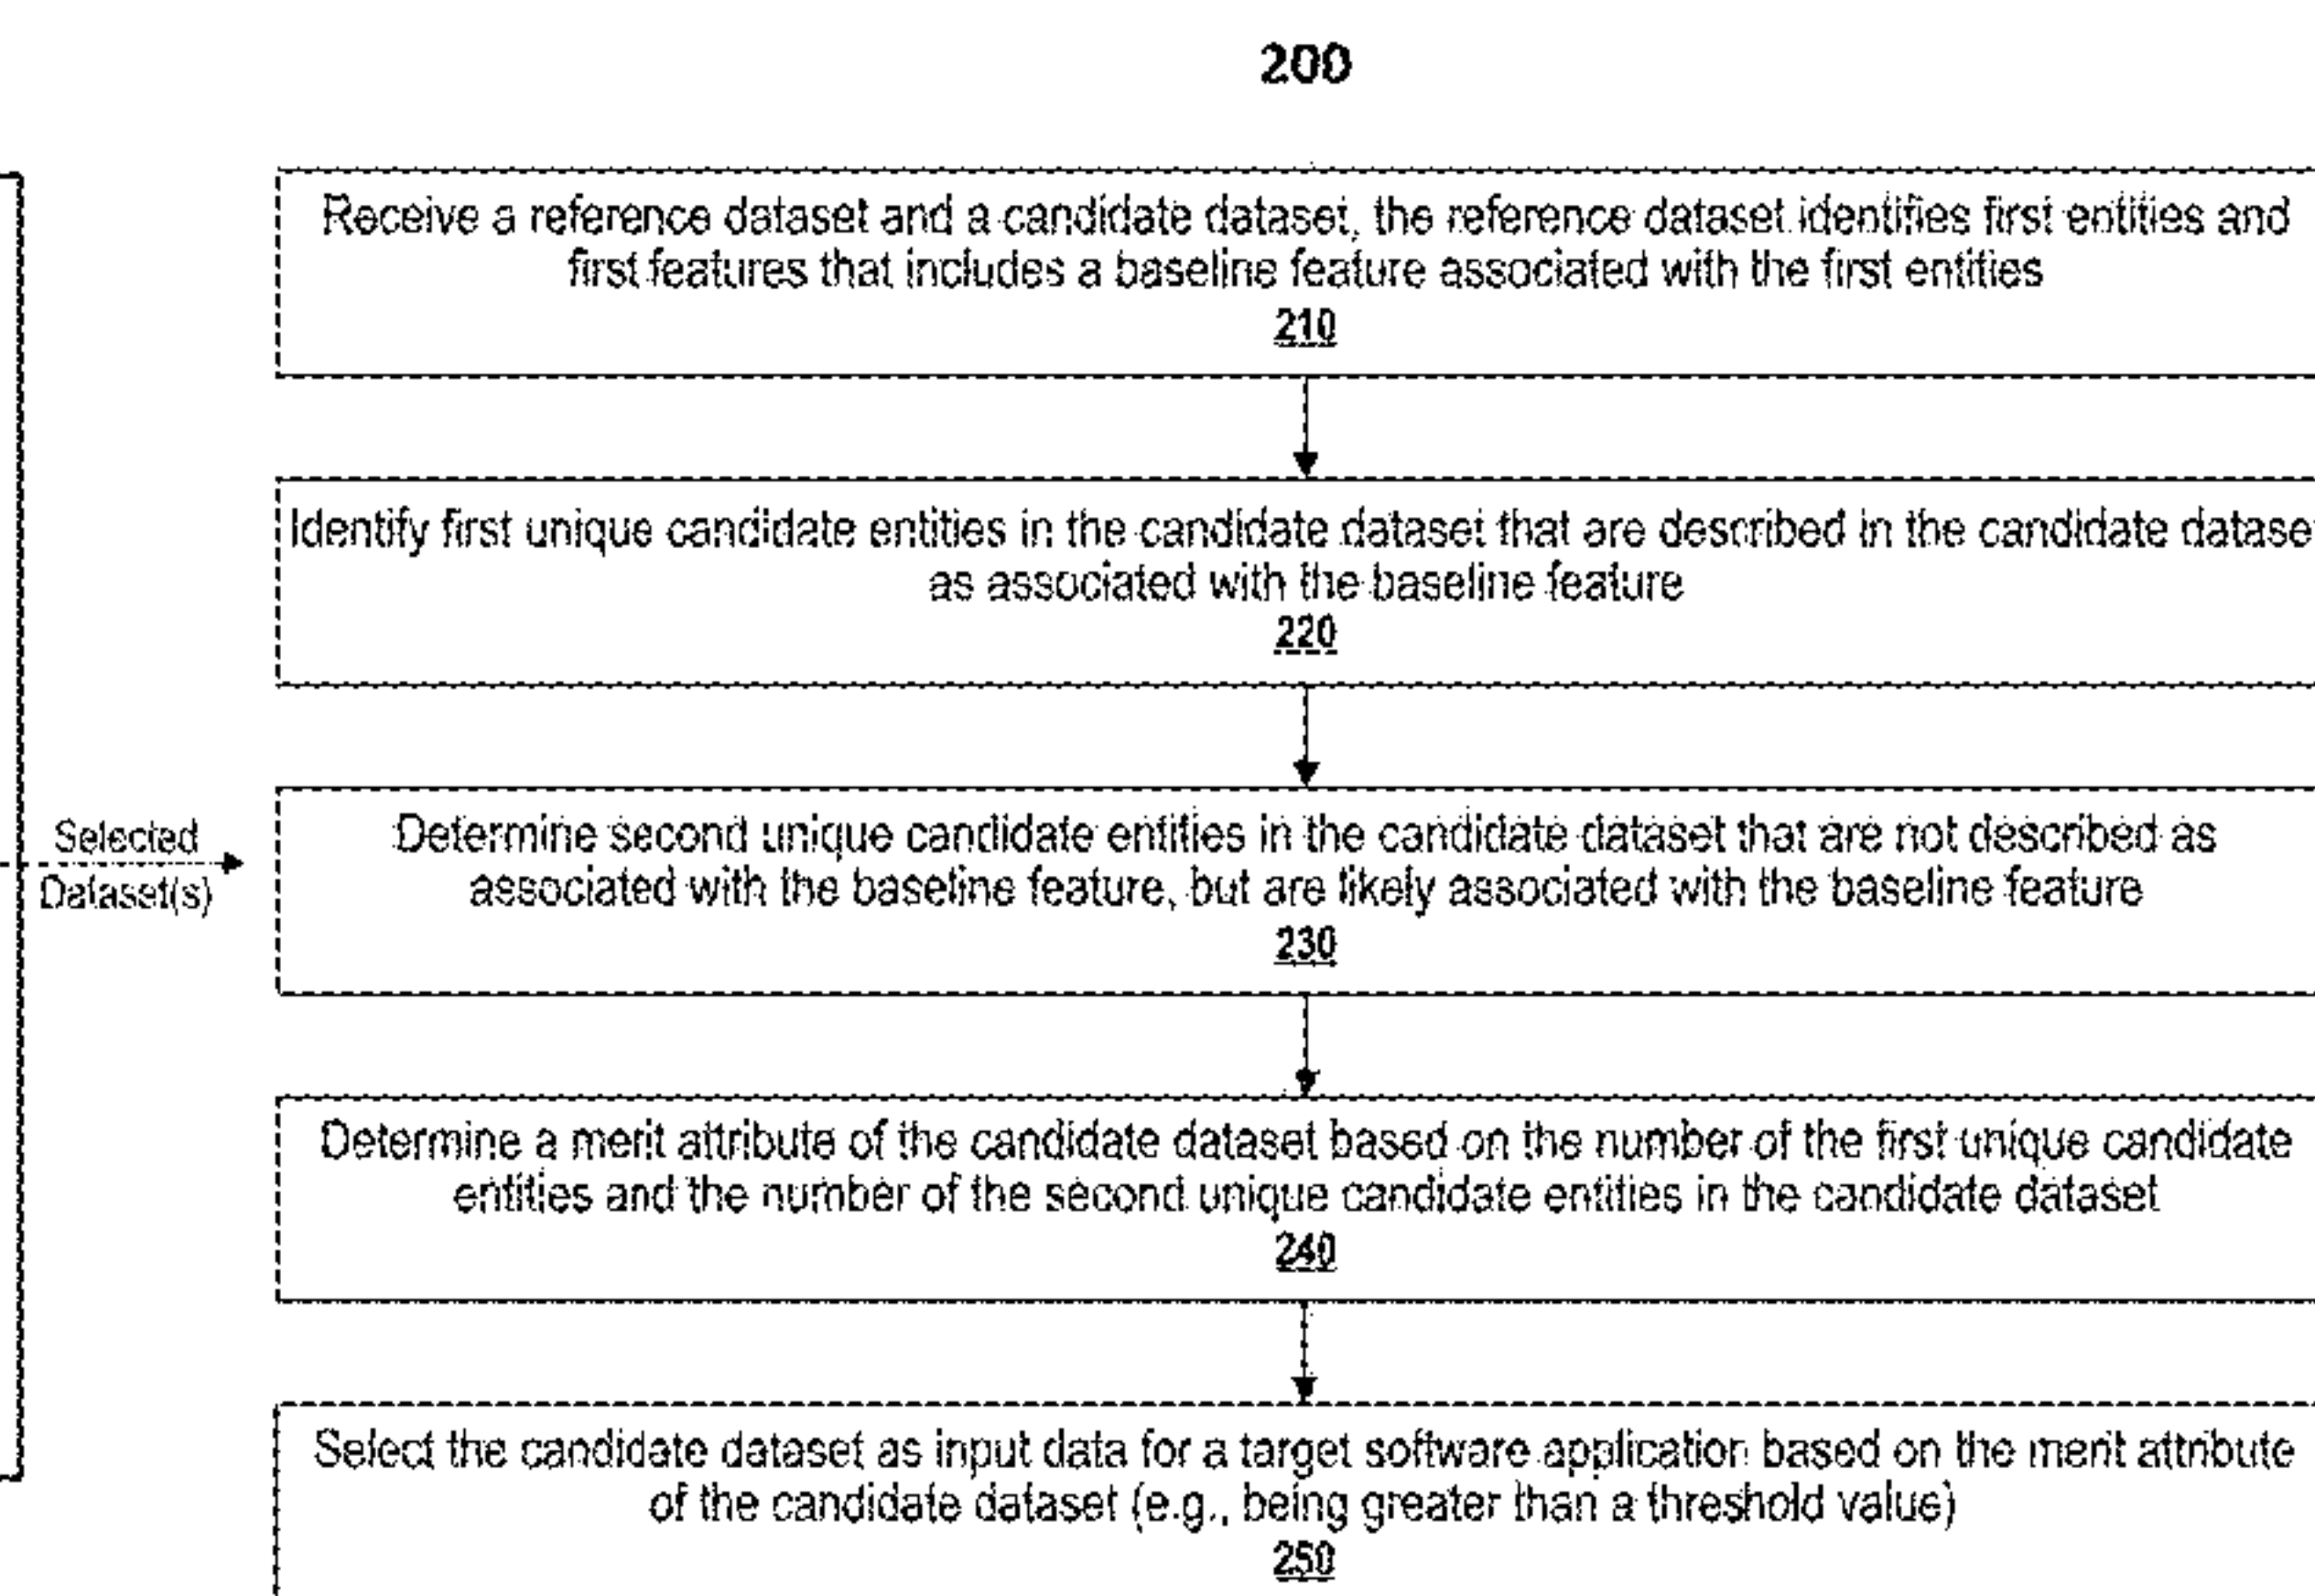 200
Receive a reference dataset and a candidate dataset, the reference dataset identifies first entities and
first features that includes a baseline feature associated with the first entities
210
Identify first unique candidate entities in the candidate dataset that are described in the candidate datase
as associated with the baseline feature
220
Selected
Dataset(s)
Determine second unique candidate entities in the candidate dataset that are not described as
associated with the baseline feature, but are likely associated with the baseline feature
230
Determine a merit attribute of the candidate dataset based on the number of the first unique candidate
entities and the number of the second unique candidate entities in the candidate dataset
240
Select the candidate dataset as input data for a target software application based on the merit attribute
of the candidate dataset (e.g., being greater than a threshold value)
250